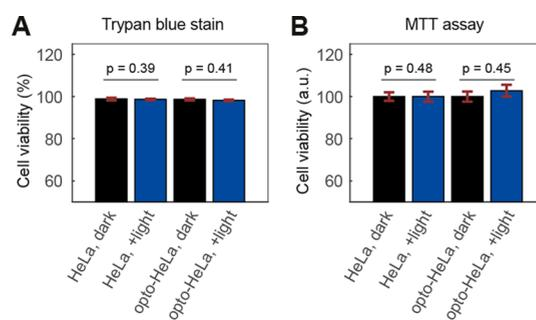 A
Trypan blue stain
Cell viability (%)
120
100
80
60
p = 0.39
p = 0.41
HeLa, dark
HeLa, +light
opto-HeLa, dark
opto-HeLa, +light
B
MTT assay
Cell viability (a.u.)
120
100
80
60
p = 0.48
p = 0.45
HeLa, dark
HeLa, +light
opto-HeLa, dark
opto-HeLa, +light